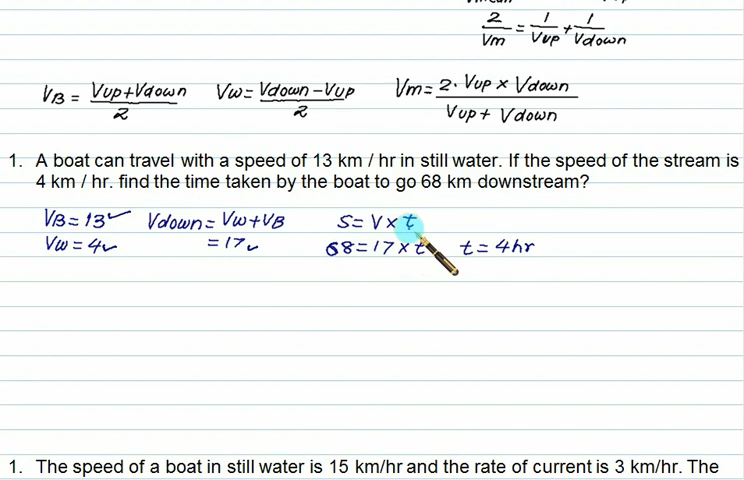 2/Vm = 1/Vup + 1/Vdown
VB = Vup+Vdown/2 Vw = Vdown-Vup/2 Vm = 2·Vup × Vdown/Vup + Vdown
1. A boat can travel with a speed of 13 km / hr in still water. If the speed of the stream is
4 km / hr. find the time taken by the boat to go 68 km downstream?
VB = 13✓ Vdown = Vw+VB S = V × t
Vw = 4✓ = 17✓ 68 = 17 × t t = 4hr
1. The speed of a boat in still water is 15 km/hr and the rate of current is 3 km/hr. The